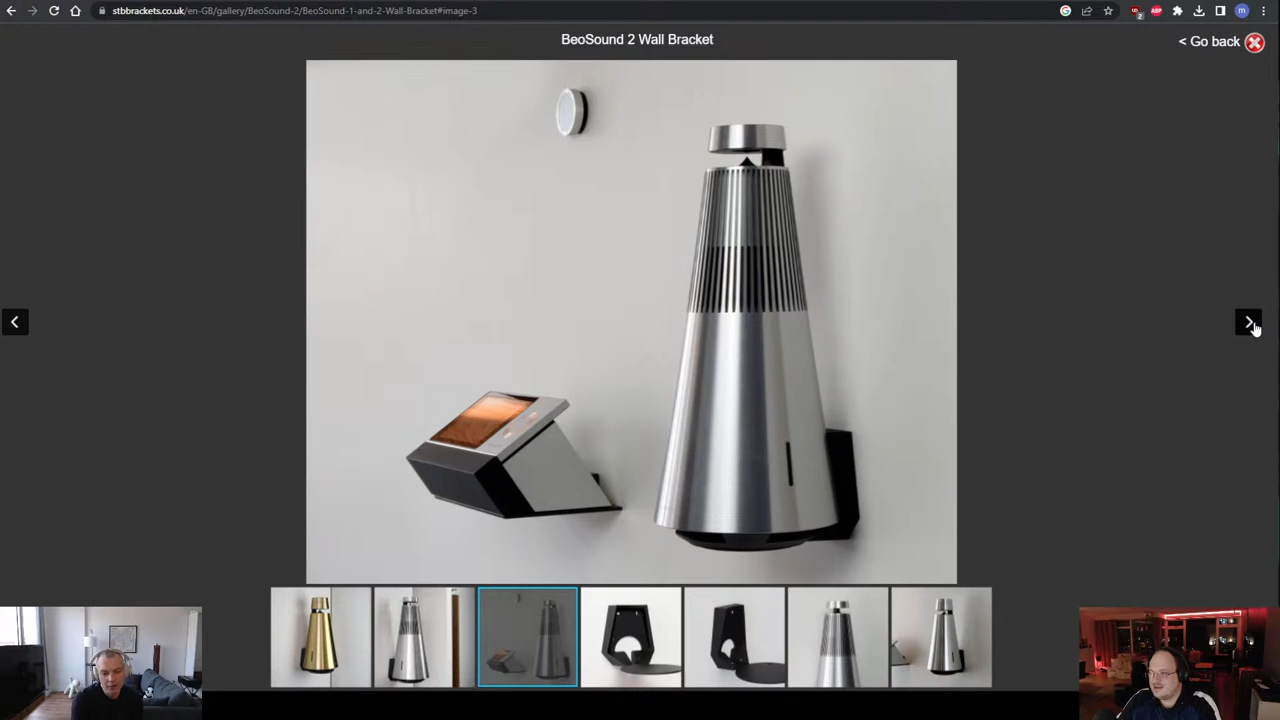 stbbrackets.co.uk/en-GB/gallery/BeoSound-2/BeoSound-1-and-2-Wall-Bracket#image-3
BeoSound 2 Wall Bracket
< Go back